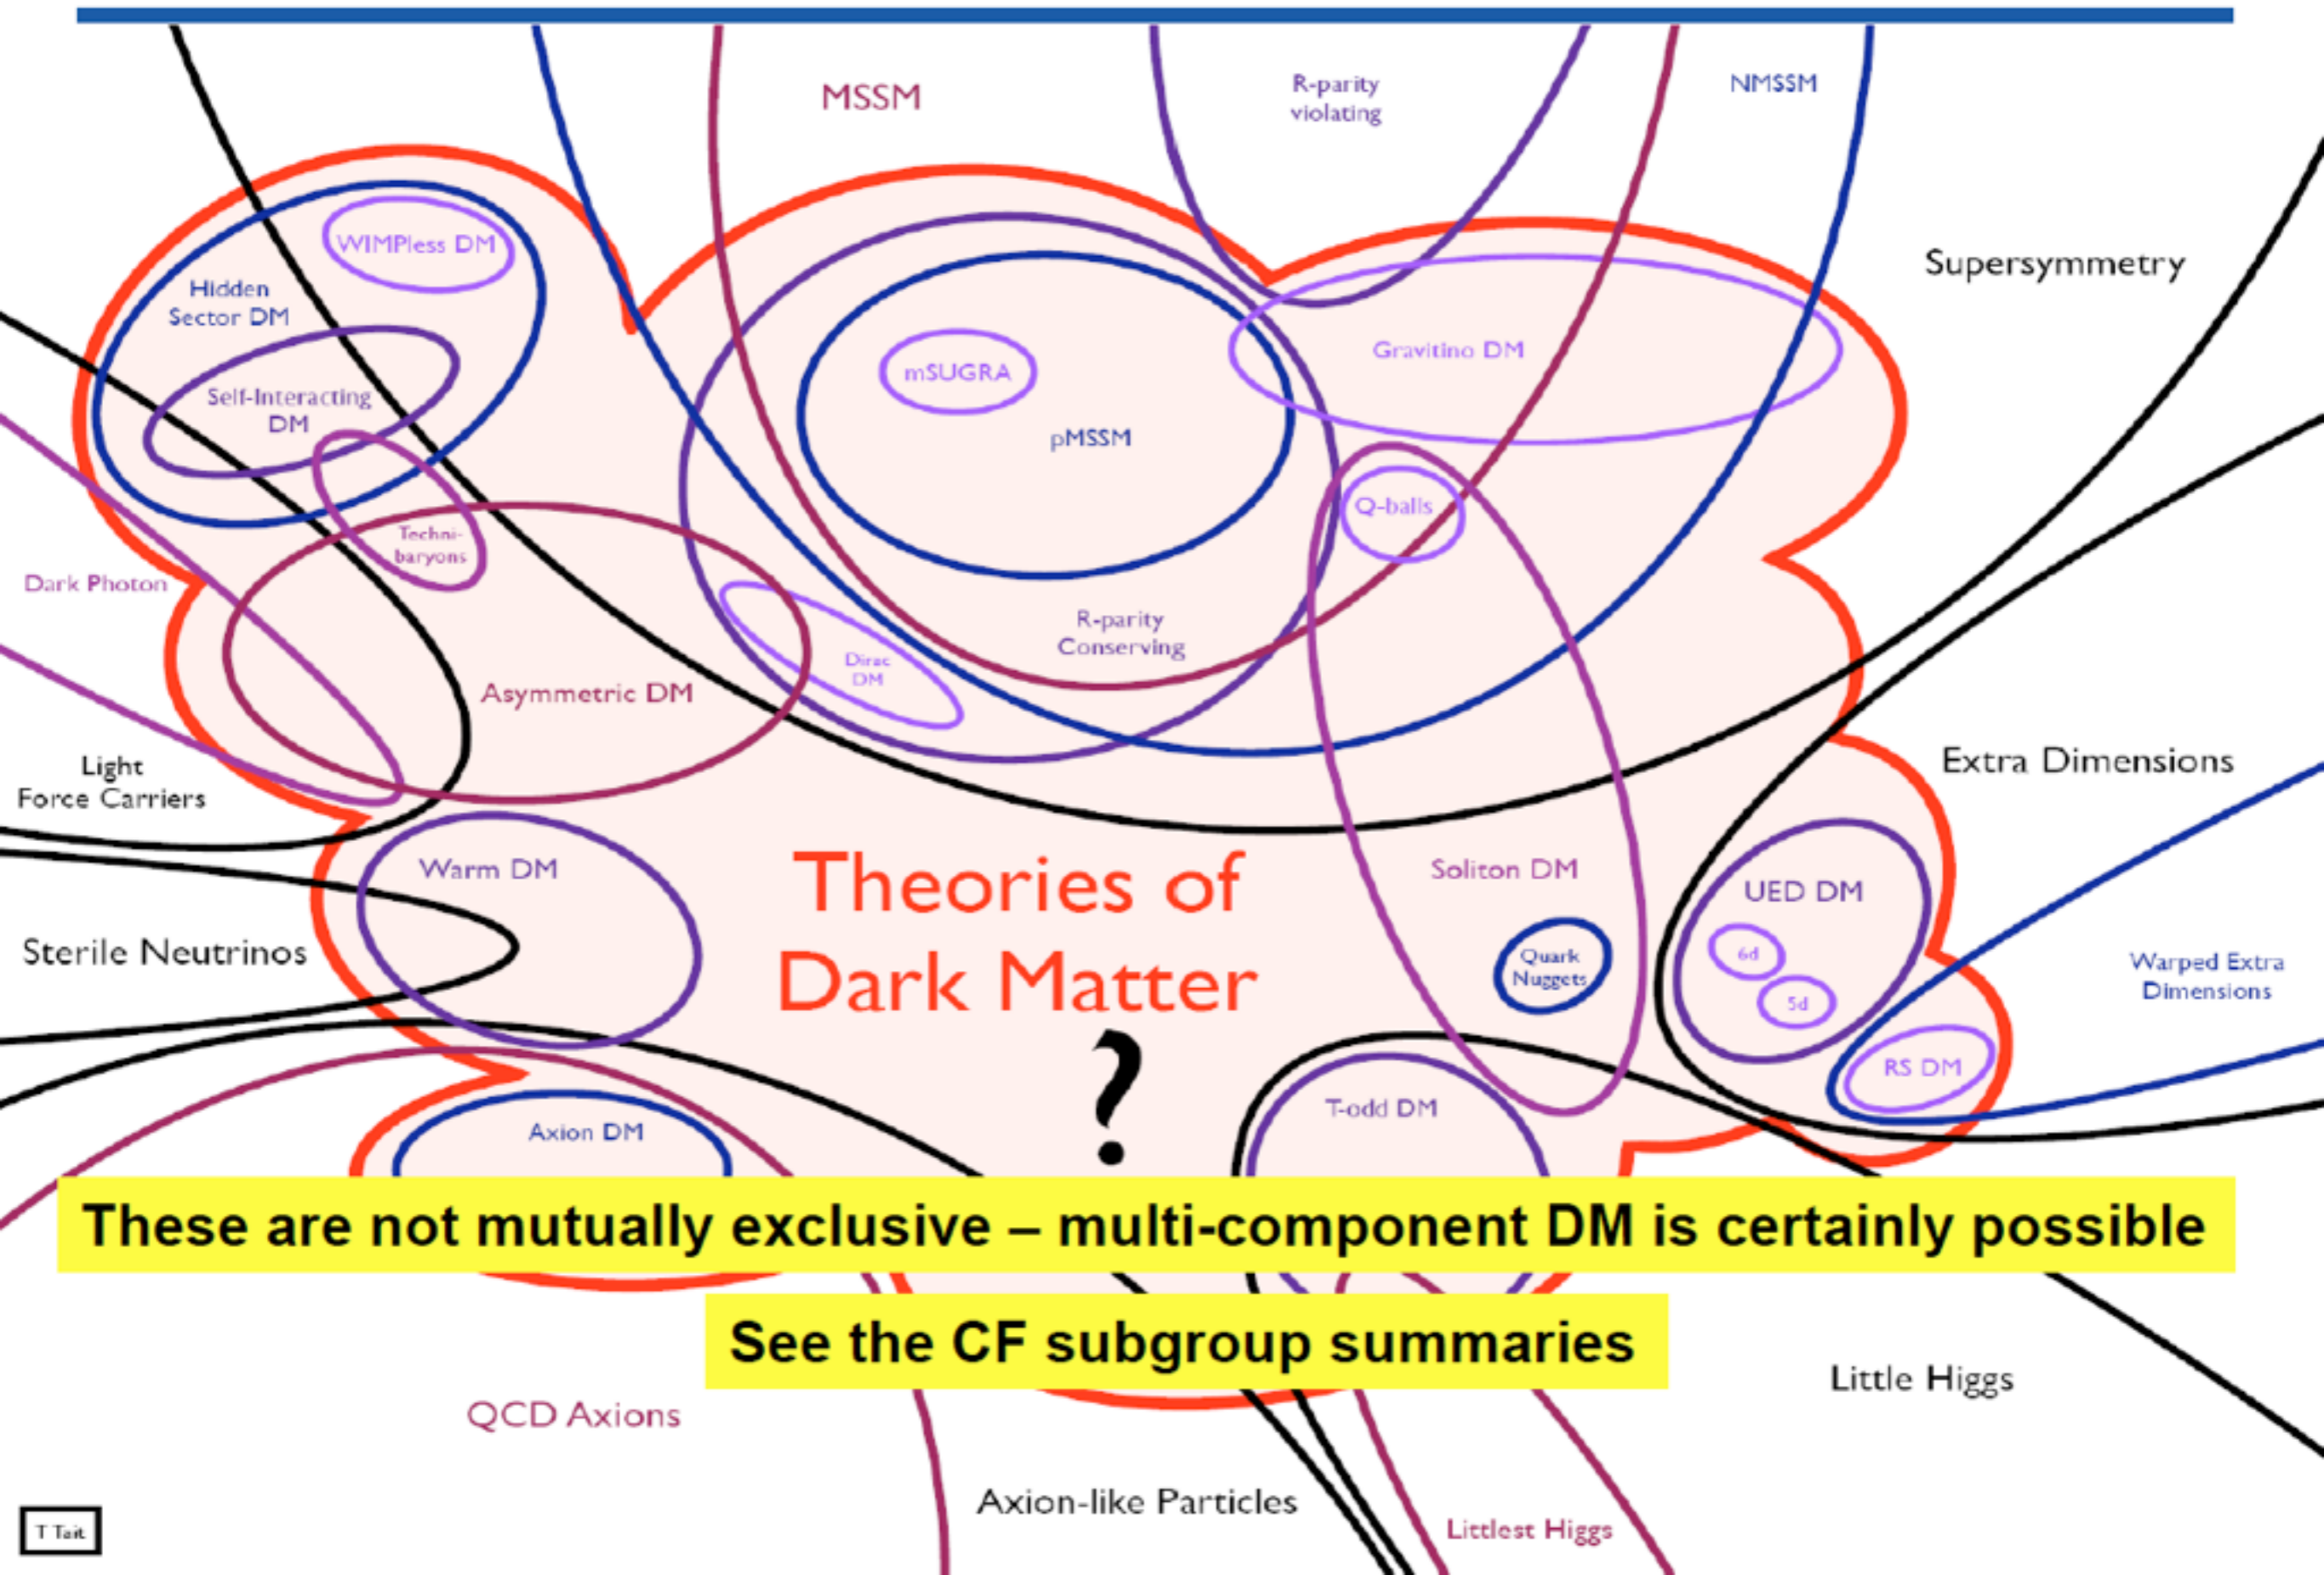 MSSM
R-parity
violating
NMSSM
WIMPless DM
Supersymmetry
Hidden
Sector DM
Gravitino DM
mSUGRA
Self-Interacting
DM
pMSSM
Q-balls
Techni-
baryons
Dark Photon
R-parity
Conserving
Dirac
DM
Asymmetric DM
Light
Force Carriers
Extra Dimensions
Warm DM
Theories of
Dark Matter
?
Soliton DM
UED DM
Sterile Neutrinos
Quark
Nuggets
6d
5d
Warped Extra
Dimensions
RS DM
Axion DM
T-odd DM
These are not mutually exclusive – multi-component DM is certainly possible
See the CF subgroup summaries
Little Higgs
QCD Axions
Axion-like Particles
Littlest Higgs
T Tait